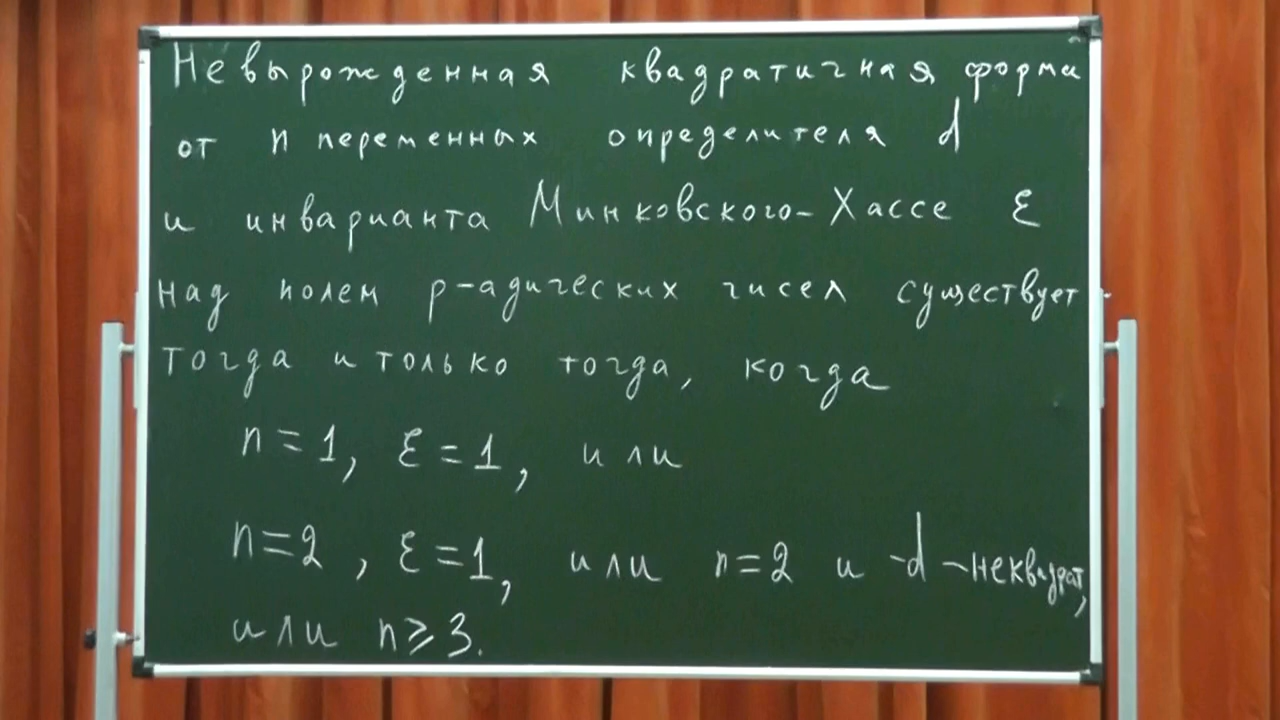 Невырожденная квадратичная форма
от n переменных определителя d
и инварианта Минковского-Хассе ε
над полем p-адических чисел существует
тогда и только тогда, когда
n=1, ε=1, или
n=2, ε=1, или n=2 и -d -неквадрат,
или n⩾3.